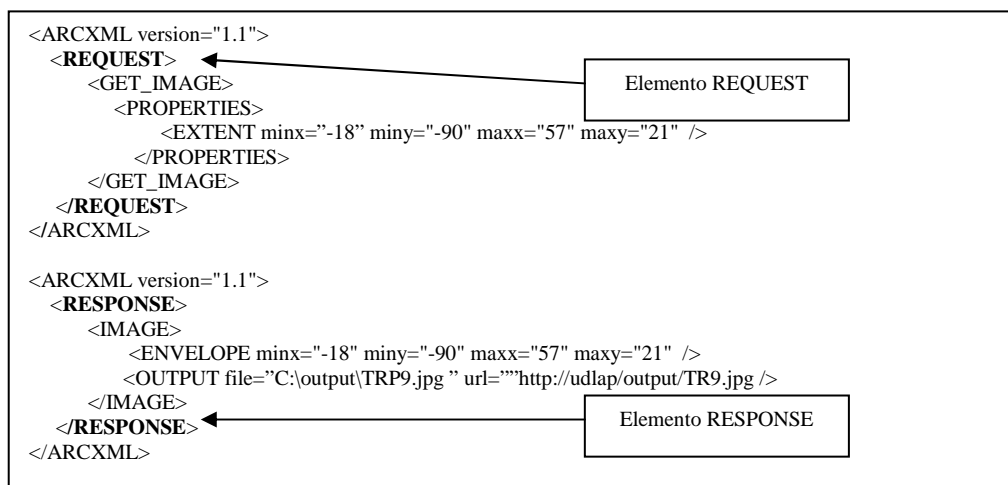 <ARCXML version="1.1">
<REQUEST>
Elemento REQUEST
<GET_IMAGE>
<PROPERTIES>
<EXTENT minx=”-18” miny="-90" maxx="57" maxy="21" />
</PROPERTIES>
</GET_IMAGE>
</REQUEST>
</ARCXML>
<ARCXML version="1.1">
<RESPONSE>
<IMAGE>
<ENVELOPE minx="-18" miny="-90" maxx="57" maxy="21" />
<OUTPUT file=”C:\output\TRP9.jpg ” url=””http://udlap/output/TR9.jpg />
</IMAGE>
</RESPONSE>
Elemento RESPONSE
</ARCXML>